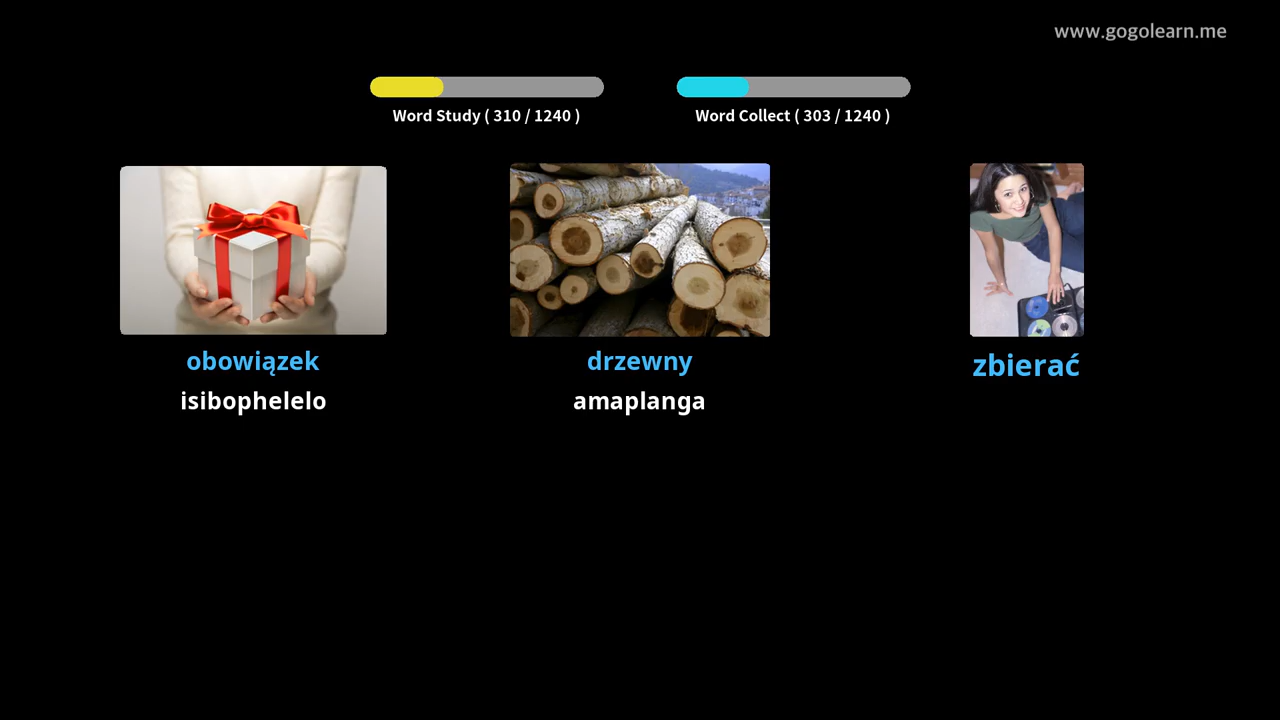 www.gogolearn.me
Word Study ( 310 / 1240 )
Word Collect ( 303 / 1240 )
obowiązek
isibophelelo
drzewny
amaplanga
zbierać